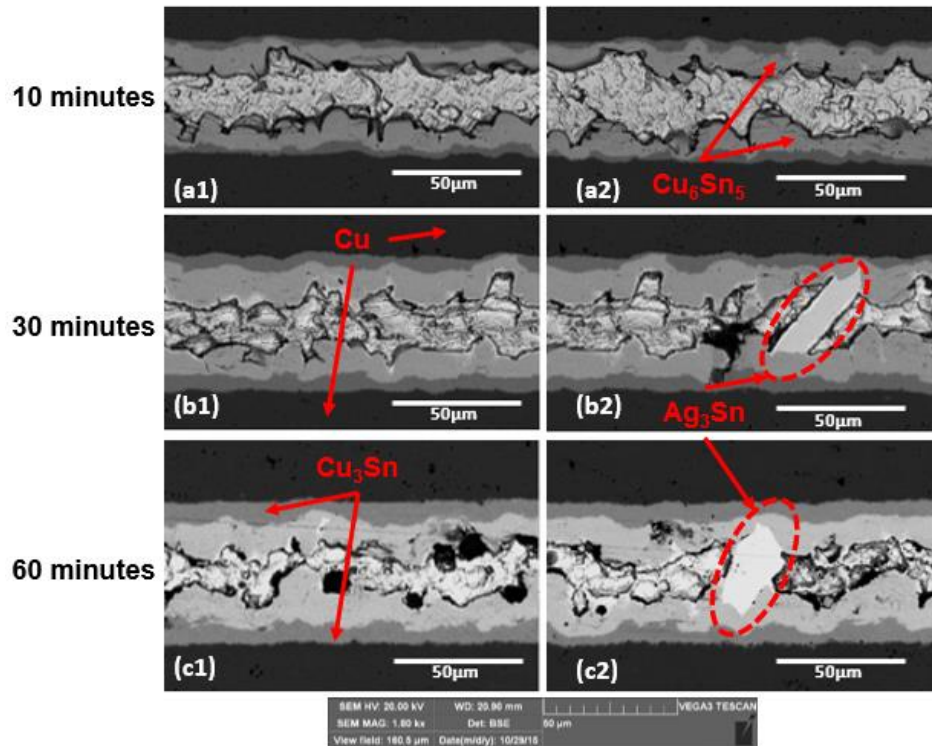 10 minutes
(a1)
50µm
(a2)
Cu₆Sn₅
50µm
30 minutes
Cu
(b1)
50µm
(b2)
Ag₃Sn
50µm
60 minutes
Cu₃Sn
(c1)
50µm
(c2)
50µm
SEM HV: 20.00 kV WD: 20.90 mm VEGA3 TESCAN
SEM MAG: 1.80 kx Det: BSE 50 µm
View field: 160.5 µm Date(m/d/y): 10/29/15